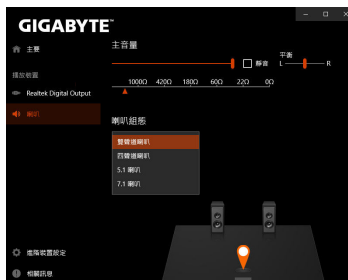 GIGABYTE™
主要
播放裝置
Realtek Digital Output
喇叭
主音量
靜音
平衡
L
R
1000Ω 420Ω 180Ω 60Ω 22Ω 0Ω
喇叭組態
雙聲道喇叭
四聲道喇叭
5.1 喇叭
7.1 喇叭
進階裝置設定
相關訊息